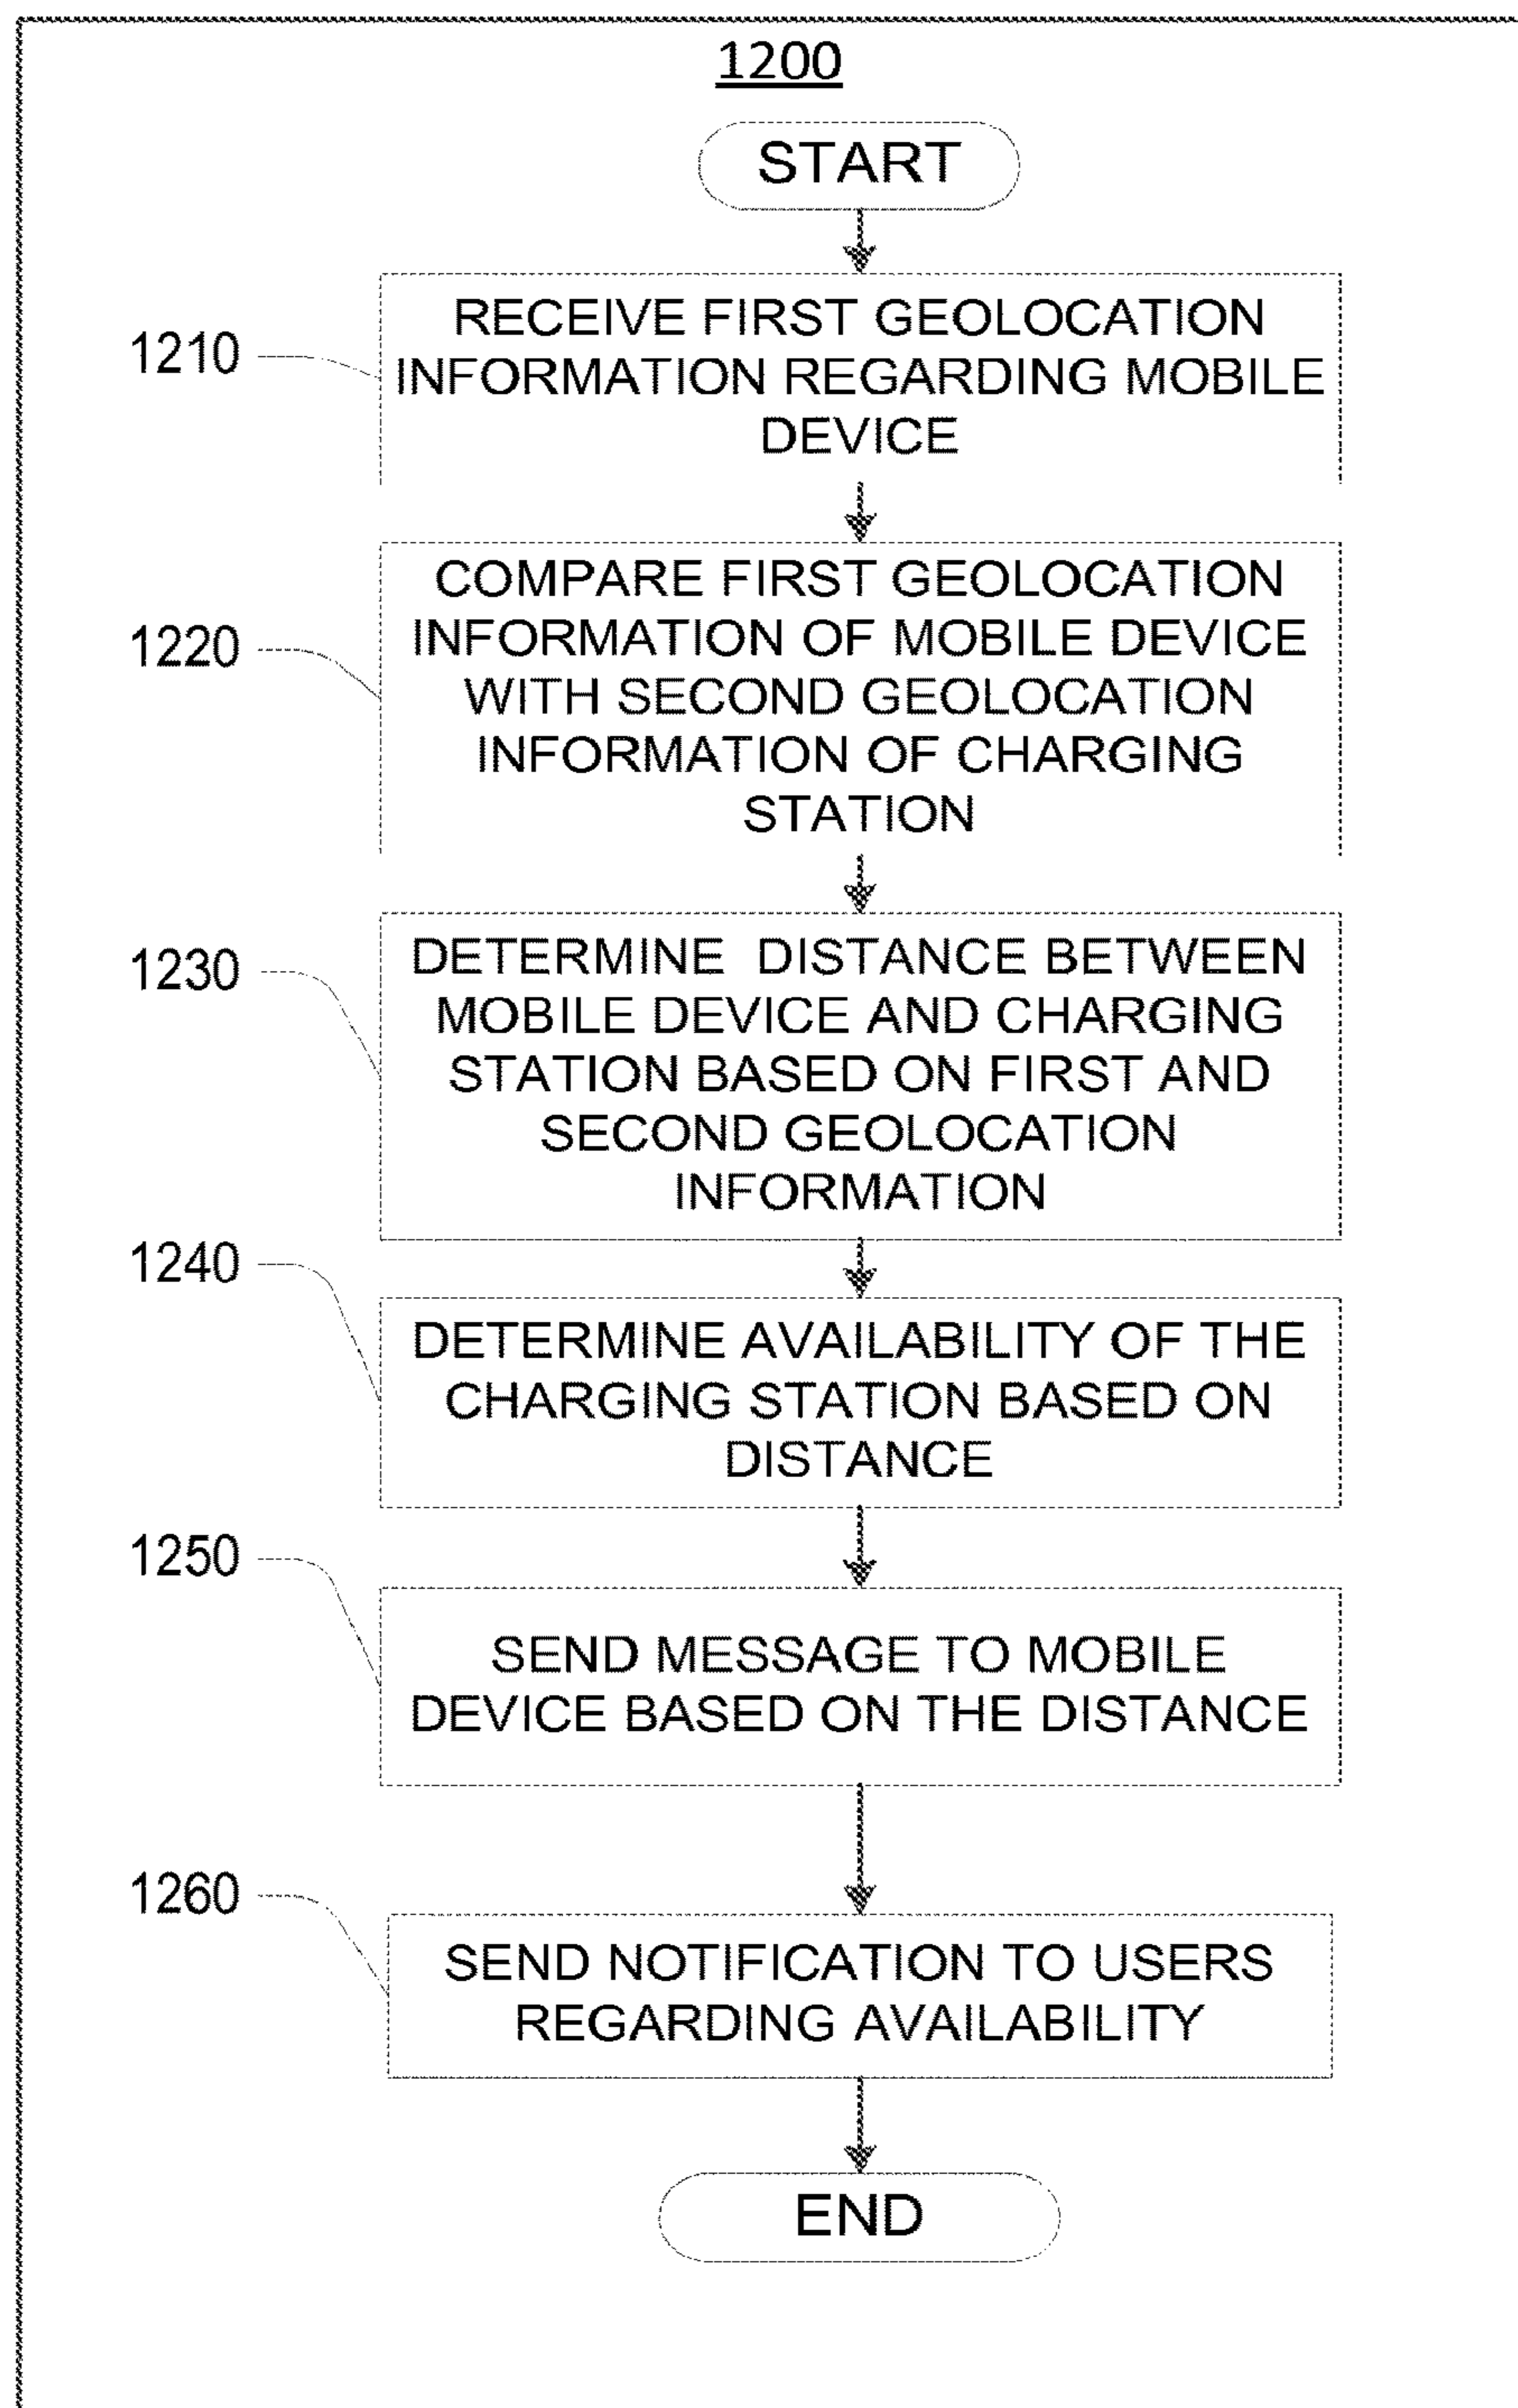 1200
START
1210
RECEIVE FIRST GEOLOCATION
INFORMATION REGARDING MOBILE
DEVICE
1220
COMPARE FIRST GEOLOCATION
INFORMATION OF MOBILE DEVICE
WITH SECOND GEOLOCATION
INFORMATION OF CHARGING
STATION
1230
DETERMINE DISTANCE BETWEEN
MOBILE DEVICE AND CHARGING
STATION BASED ON FIRST AND
SECOND GEOLOCATION
INFORMATION
1240
DETERMINE AVAILABILITY OF THE
CHARGING STATION BASED ON
DISTANCE
1250
SEND MESSAGE TO MOBILE
DEVICE BASED ON THE DISTANCE
1260
SEND NOTIFICATION TO USERS
REGARDING AVAILABILITY
END